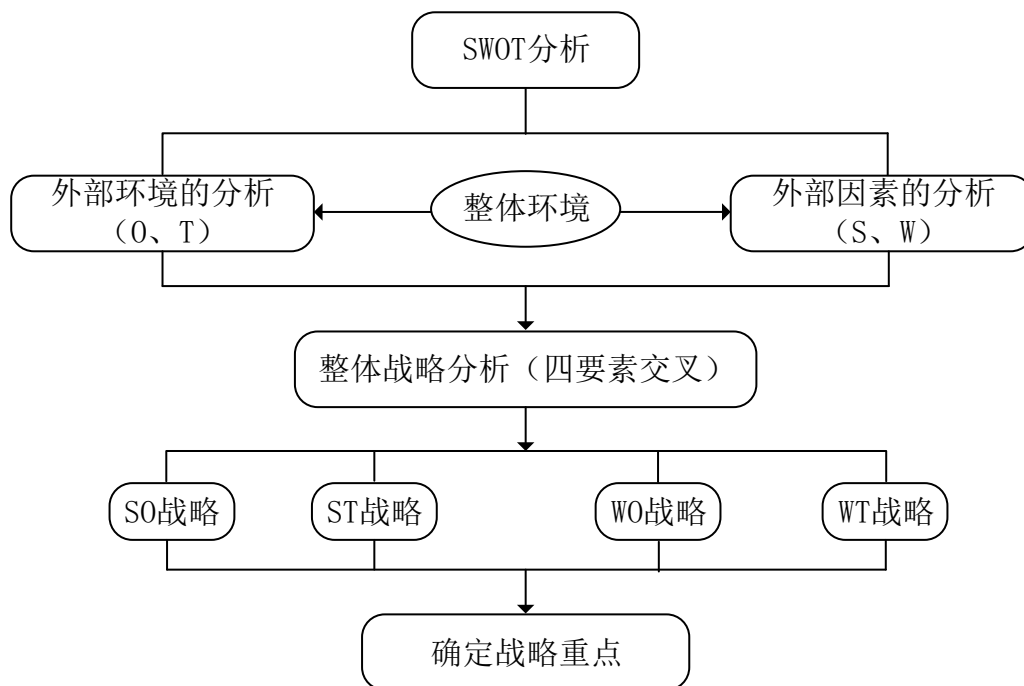 SWOT分析
外部环境的分析
（O、T）
整体环境
外部因素的分析
（S、W）
整体战略分析（四要素交叉）
SO战略
ST战略
WO战略
WT战略
确定战略重点